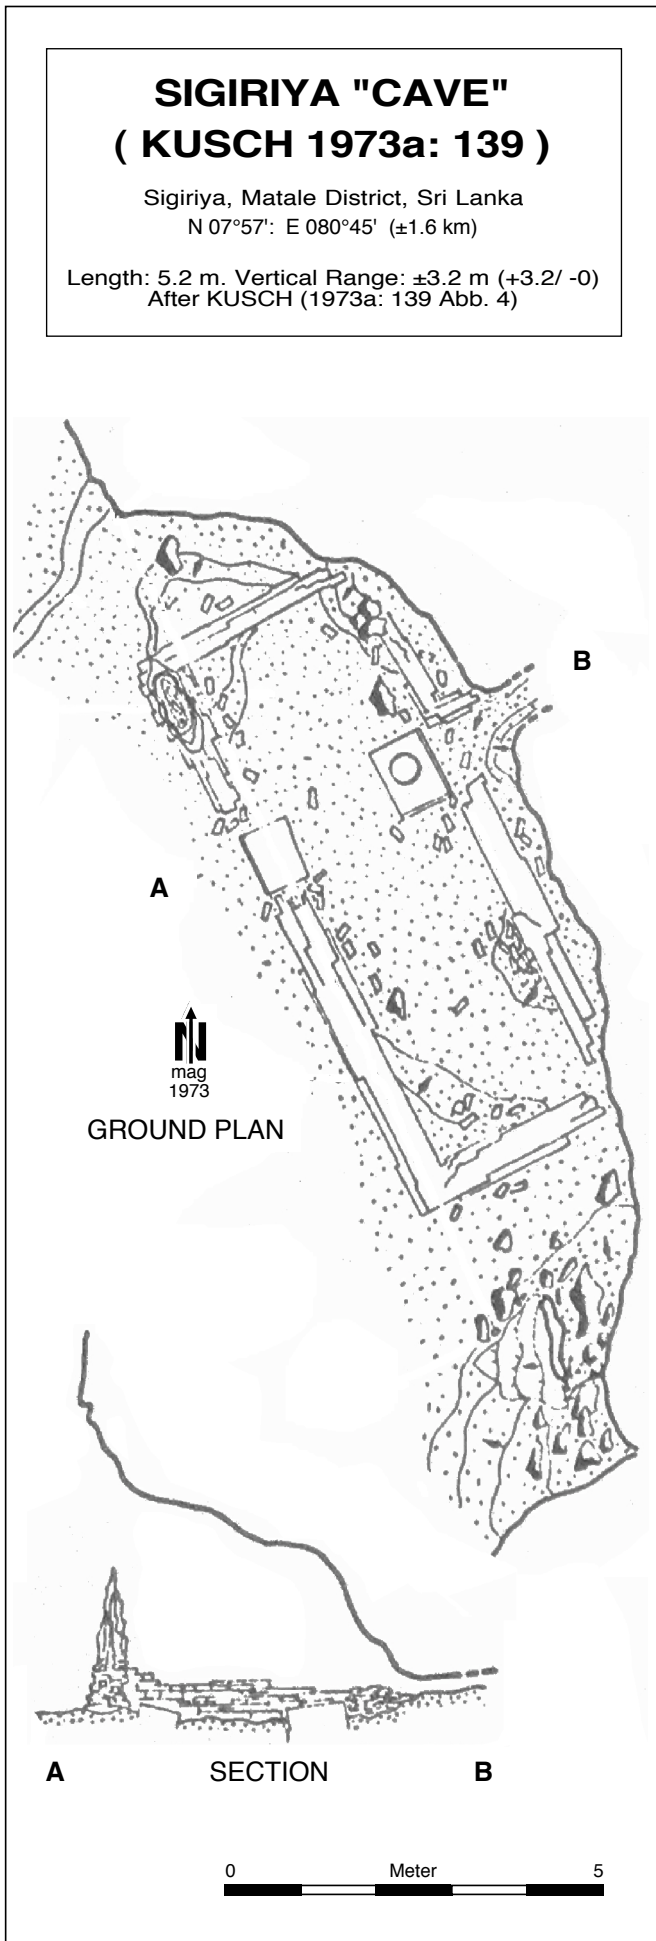 SIGIRIYA "CAVE"
( KUSCH 1973a: 139 )
Sigiriya, Matale District, Sri Lanka
N 07°57': E 080°45' (±1.6 km)
Length: 5.2 m. Vertical Range: ±3.2 m (+3.2/ -0)
After KUSCH (1973a: 139 Abb. 4)
B
A
N
mag
1973
GROUND PLAN
A SECTION B
0 Meter 5